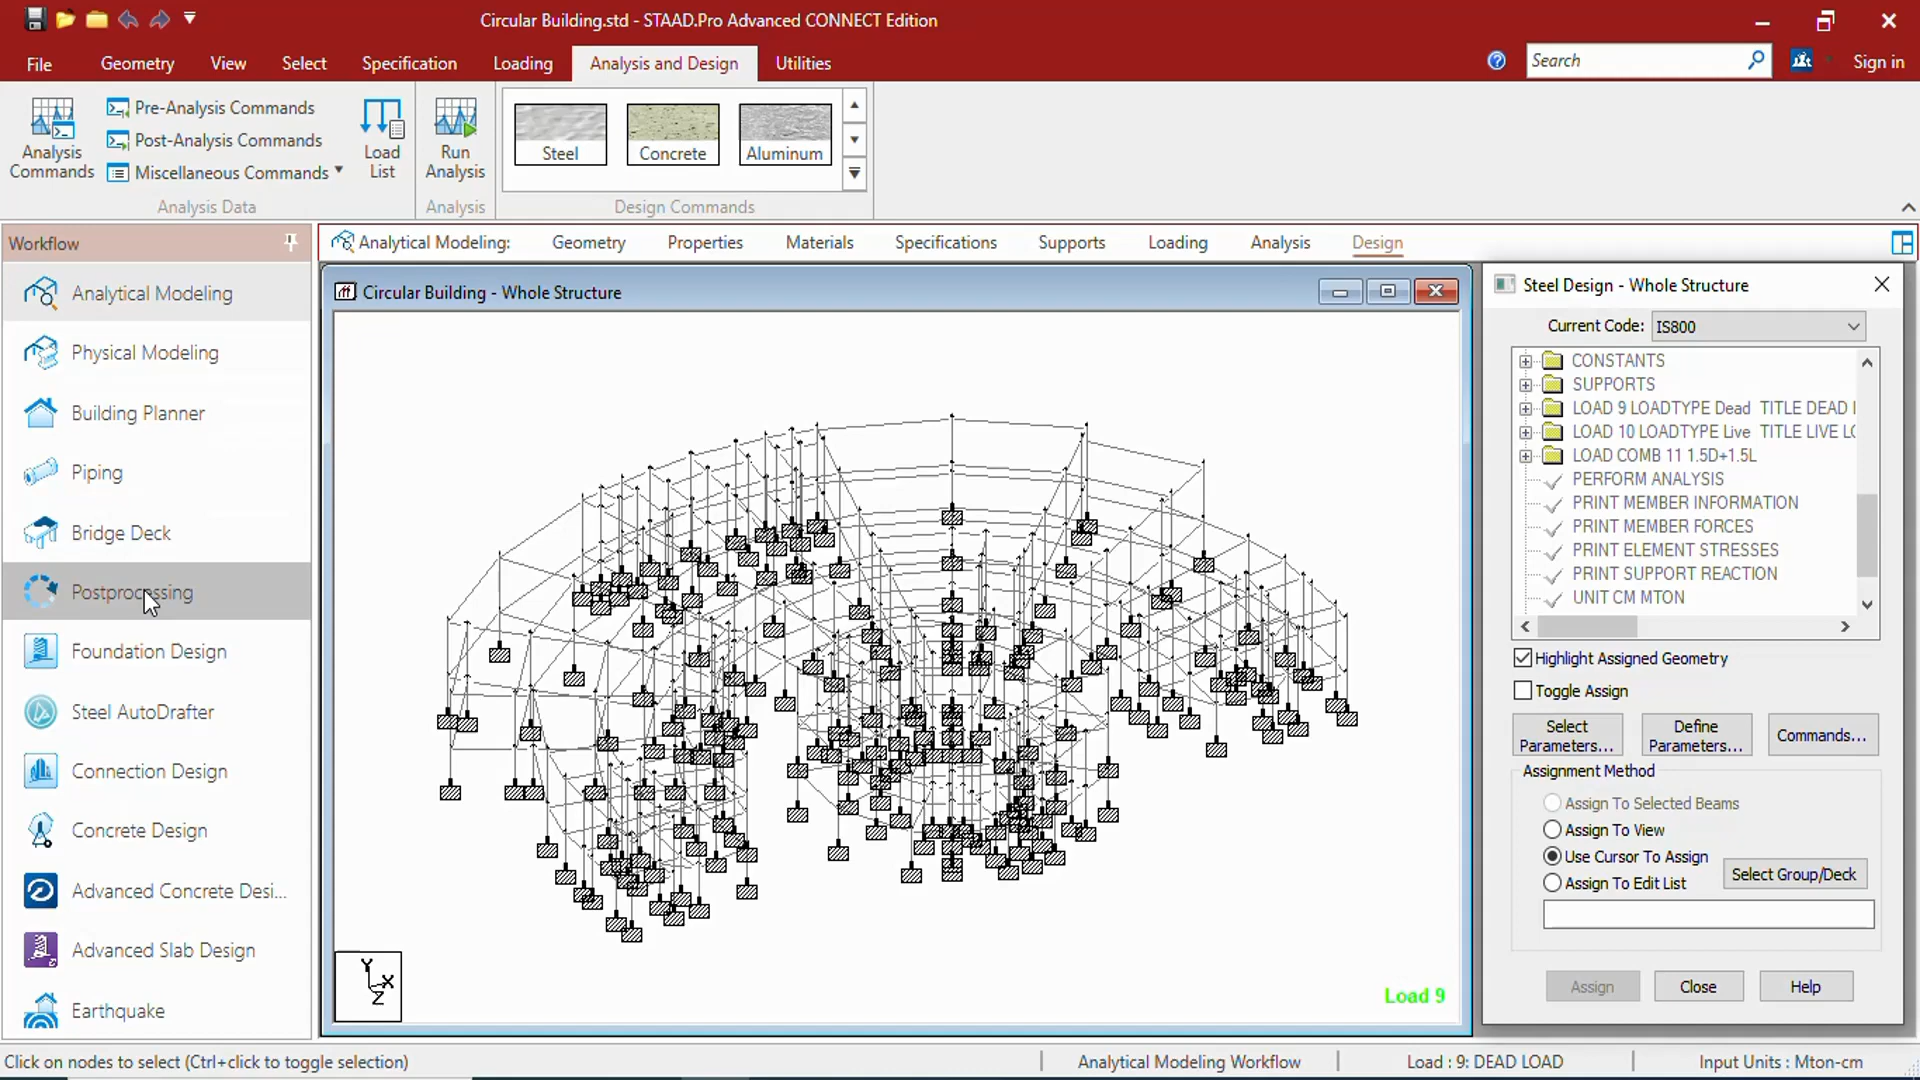 Circular Building.std - STAAD.Pro Advanced CONNECT Edition
File Geometry View Select Specification Loading Analysis and Design Utilities Search Sign in
Analysis Commands
Pre-Analysis Commands
Post-Analysis Commands
Miscellaneous Commands
Load List
Run Analysis
Steel Concrete Aluminum
Analysis Data Analysis Design Commands
Workflow
Analytical Modeling: Geometry Properties Materials Specifications Supports Loading Analysis Design
Analytical Modeling
Physical Modeling
Building Planner
Piping
Bridge Deck
Postprocessing
Foundation Design
Steel AutoDrafter
Connection Design
Concrete Design
Advanced Concrete Desi...
Advanced Slab Design
Earthquake
Circular Building - Whole Structure
Y
X
Z
Load 9
Steel Design - Whole Structure
Current Code: IS800
CONSTANTS
SUPPORTS
LOAD 9 LOADTYPE Dead TITLE DEAD
LOAD 10 LOADTYPE Live TITLE LIVE
LOAD COMB 11 1.5D+1.5L
PERFORM ANALYSIS
PRINT MEMBER INFORMATION
PRINT MEMBER FORCES
PRINT ELEMENT STRESSES
PRINT SUPPORT REACTION
UNIT CM MTON
Highlight Assigned Geometry
Toggle Assign
Select Parameters... Define Parameters... Commands...
Assignment Method
Assign To Selected Beams
Assign To View
Use Cursor To Assign
Select Group/Deck
Assign To Edit List
Assign Close Help
Click on nodes to select (Ctrl+click to toggle selection) Analytical Modeling Workflow Load : 9: DEAD LOAD Input Units : Mton-cm